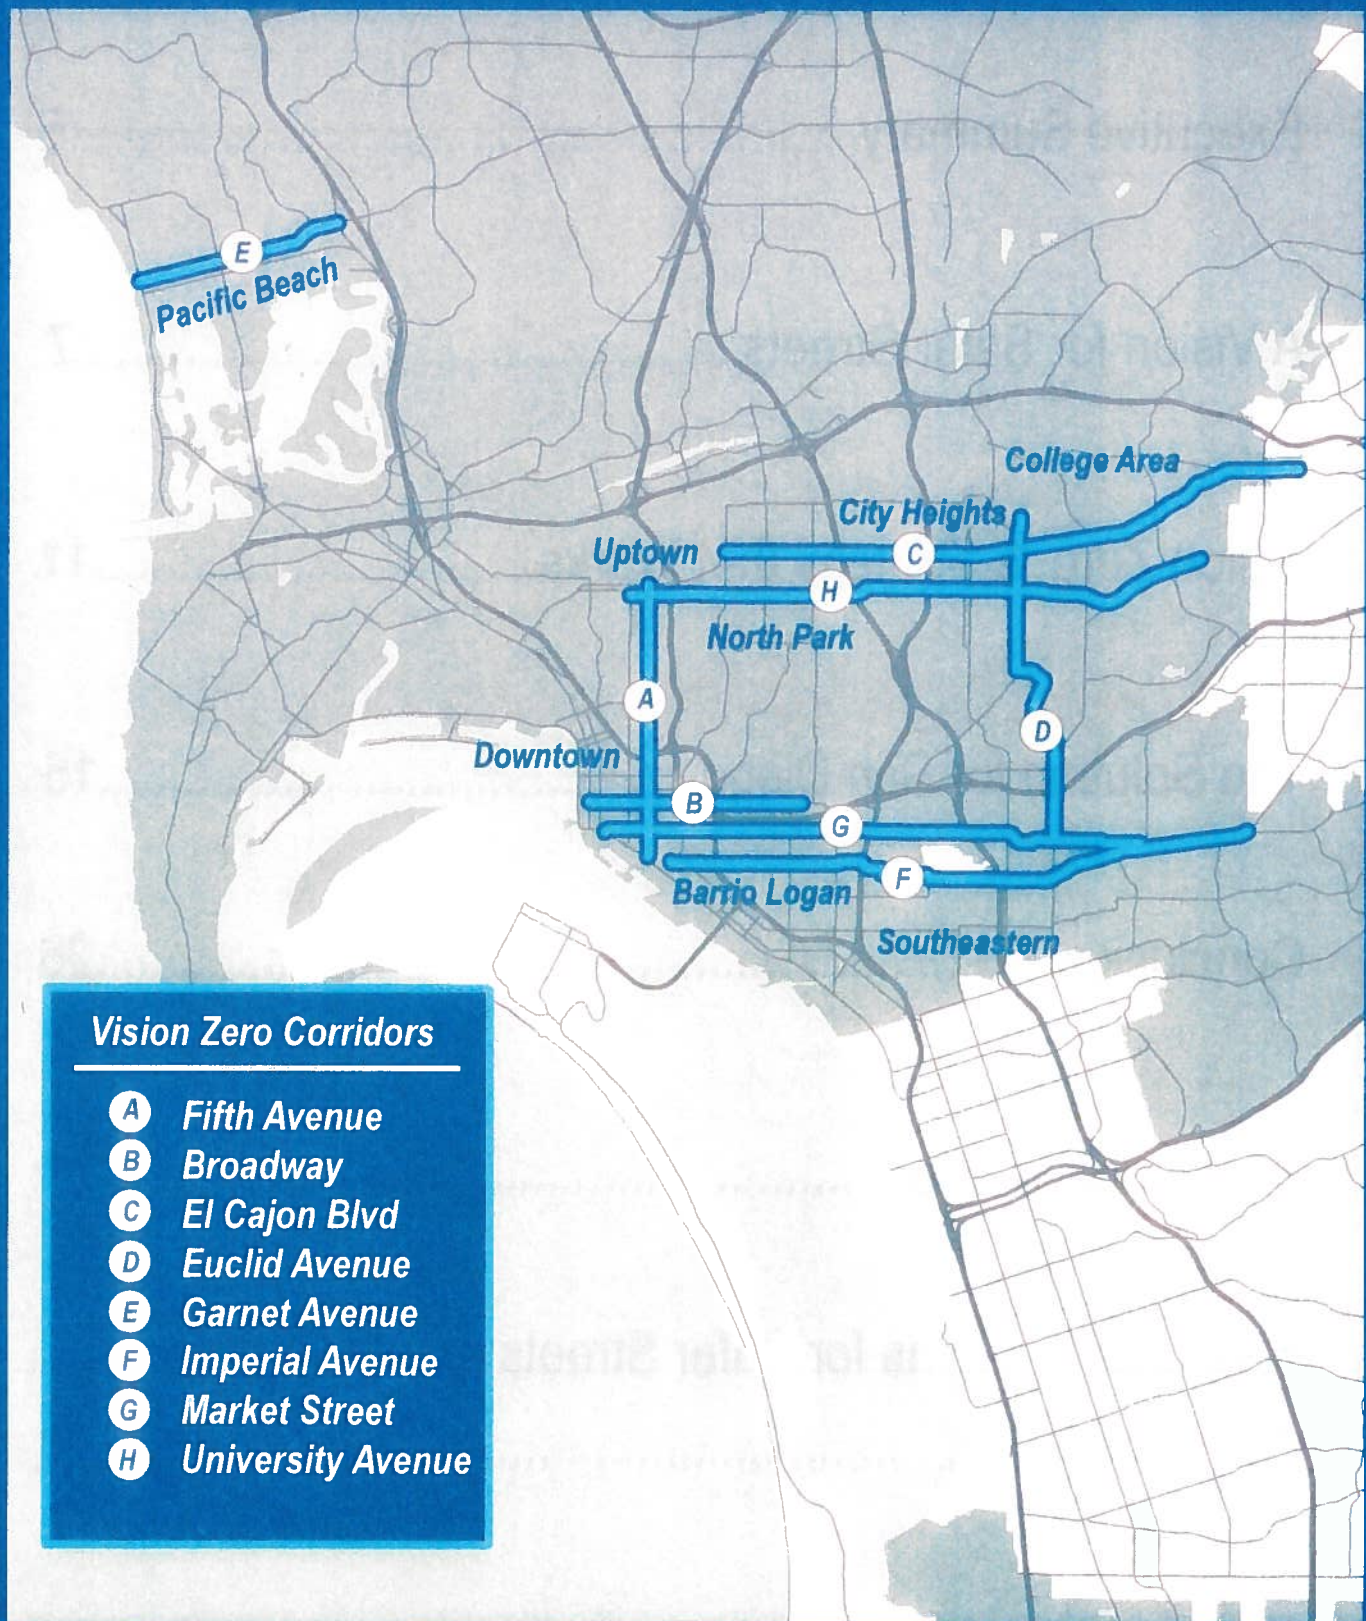 E
Pacific Beach
College Area
City Heights
Uptown
C
H
North Park
A
D
Downtown
B
G
Barrio Logan
F
Southeastern
Vision Zero Corridors
A Fifth Avenue
B Broadway
C El Cajon Blvd
D Euclid Avenue
E Garnet Avenue
F Imperial Avenue
G Market Street
H University Avenue